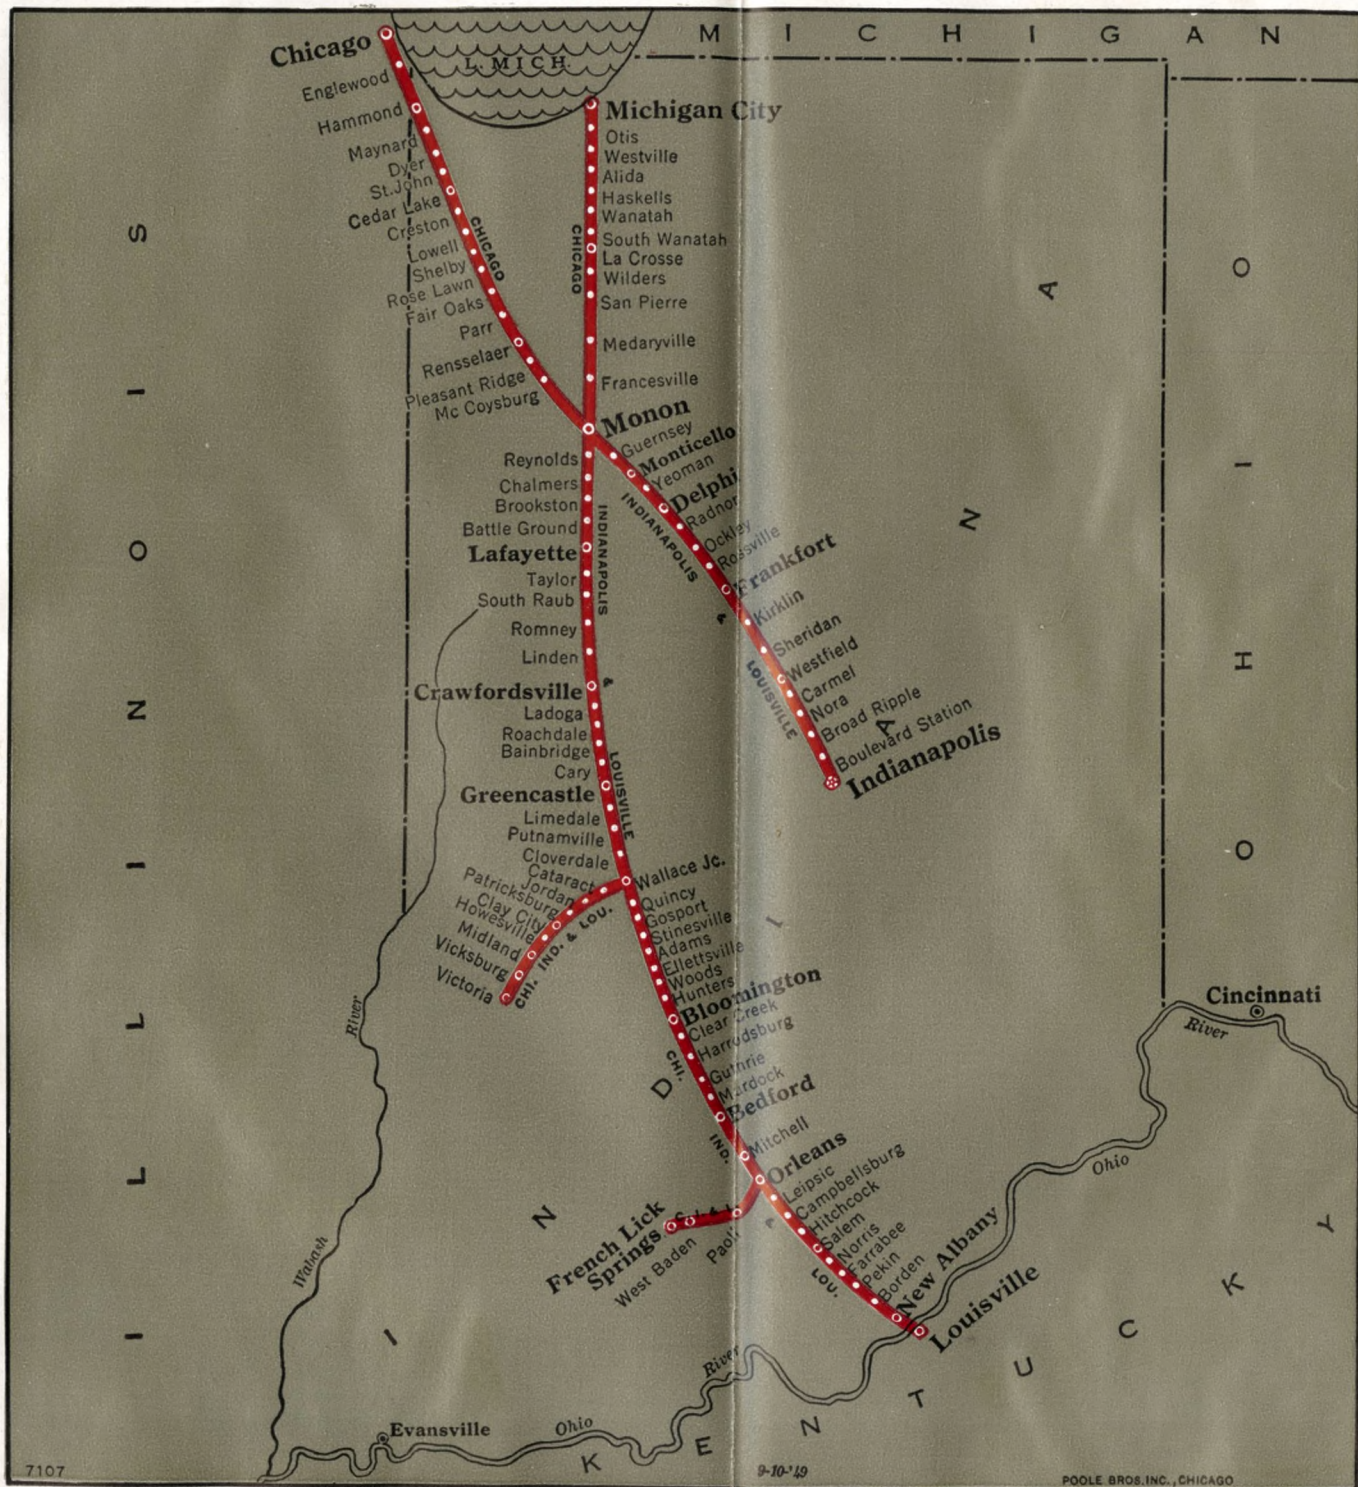 MICHIGAN
L. MICH.
Chicago
Englewood
Hammond
Maynard
Dyer
St. John
Cedar Lake
Creston
Lowell
Shelby
Rose Lawn
Fair Oaks
Parr
Rensselaer
Pleasant Ridge
Mc Coysburg
CHICAGO
Michigan City
Otis
Westville
Alida
Haskells
Wanatah
South Wanatah
La Crosse
Wilders
San Pierre
Medaryville
Francesville
CHICAGO
Monon
Guernsey
Monticello
Yeoman
Delphi
Radnor
Ockley
Rossville
Frankfort
Kirklin
Sheridan
Westfield
Carmel
Nora
Broad Ripple
Boulevard Station
Indianapolis
INDIANAPOLIS
&
LOUISVILLE
Reynolds
Chalmers
Brookston
Battle Ground
Lafayette
Taylor
South Raub
Romney
Linden
Crawfordsville
Ladoga
Roachdale
Bainbridge
Cary
Greencastle
Limedale
Putnamville
Cloverdale
INDIANAPOLIS
&
LOUISVILLE
Wallace Jc.
Cataract
Jordan
Patricksburg
Clay City
Howesville
Midland
Vicksburg
Victoria
CHI. IND. & LOU.
Quincy
Gosport
Stinesville
Adams
Ellettsville
Woods
Hunters
Bloomington
Clear Creek
Harrodsburg
Guthrie
Murdock
Bedford
Mitchell
Orleans
Leipsic
Campbellsburg
Hitchcock
Salem
Norris
Farrabee
Pekin
Borden
New Albany
Louisville
CHI.
IND.
&
LOU.
C. I. & L.
Paoli
West Baden
French Lick
Springs
ILLINOIS
INDIANA
OHIO
KENTUCKY
Cincinnati
River
Ohio
River
Ohio
Evansville
Wabash
River
7107
9-10-'49
POOLE BROS. INC., CHICAGO